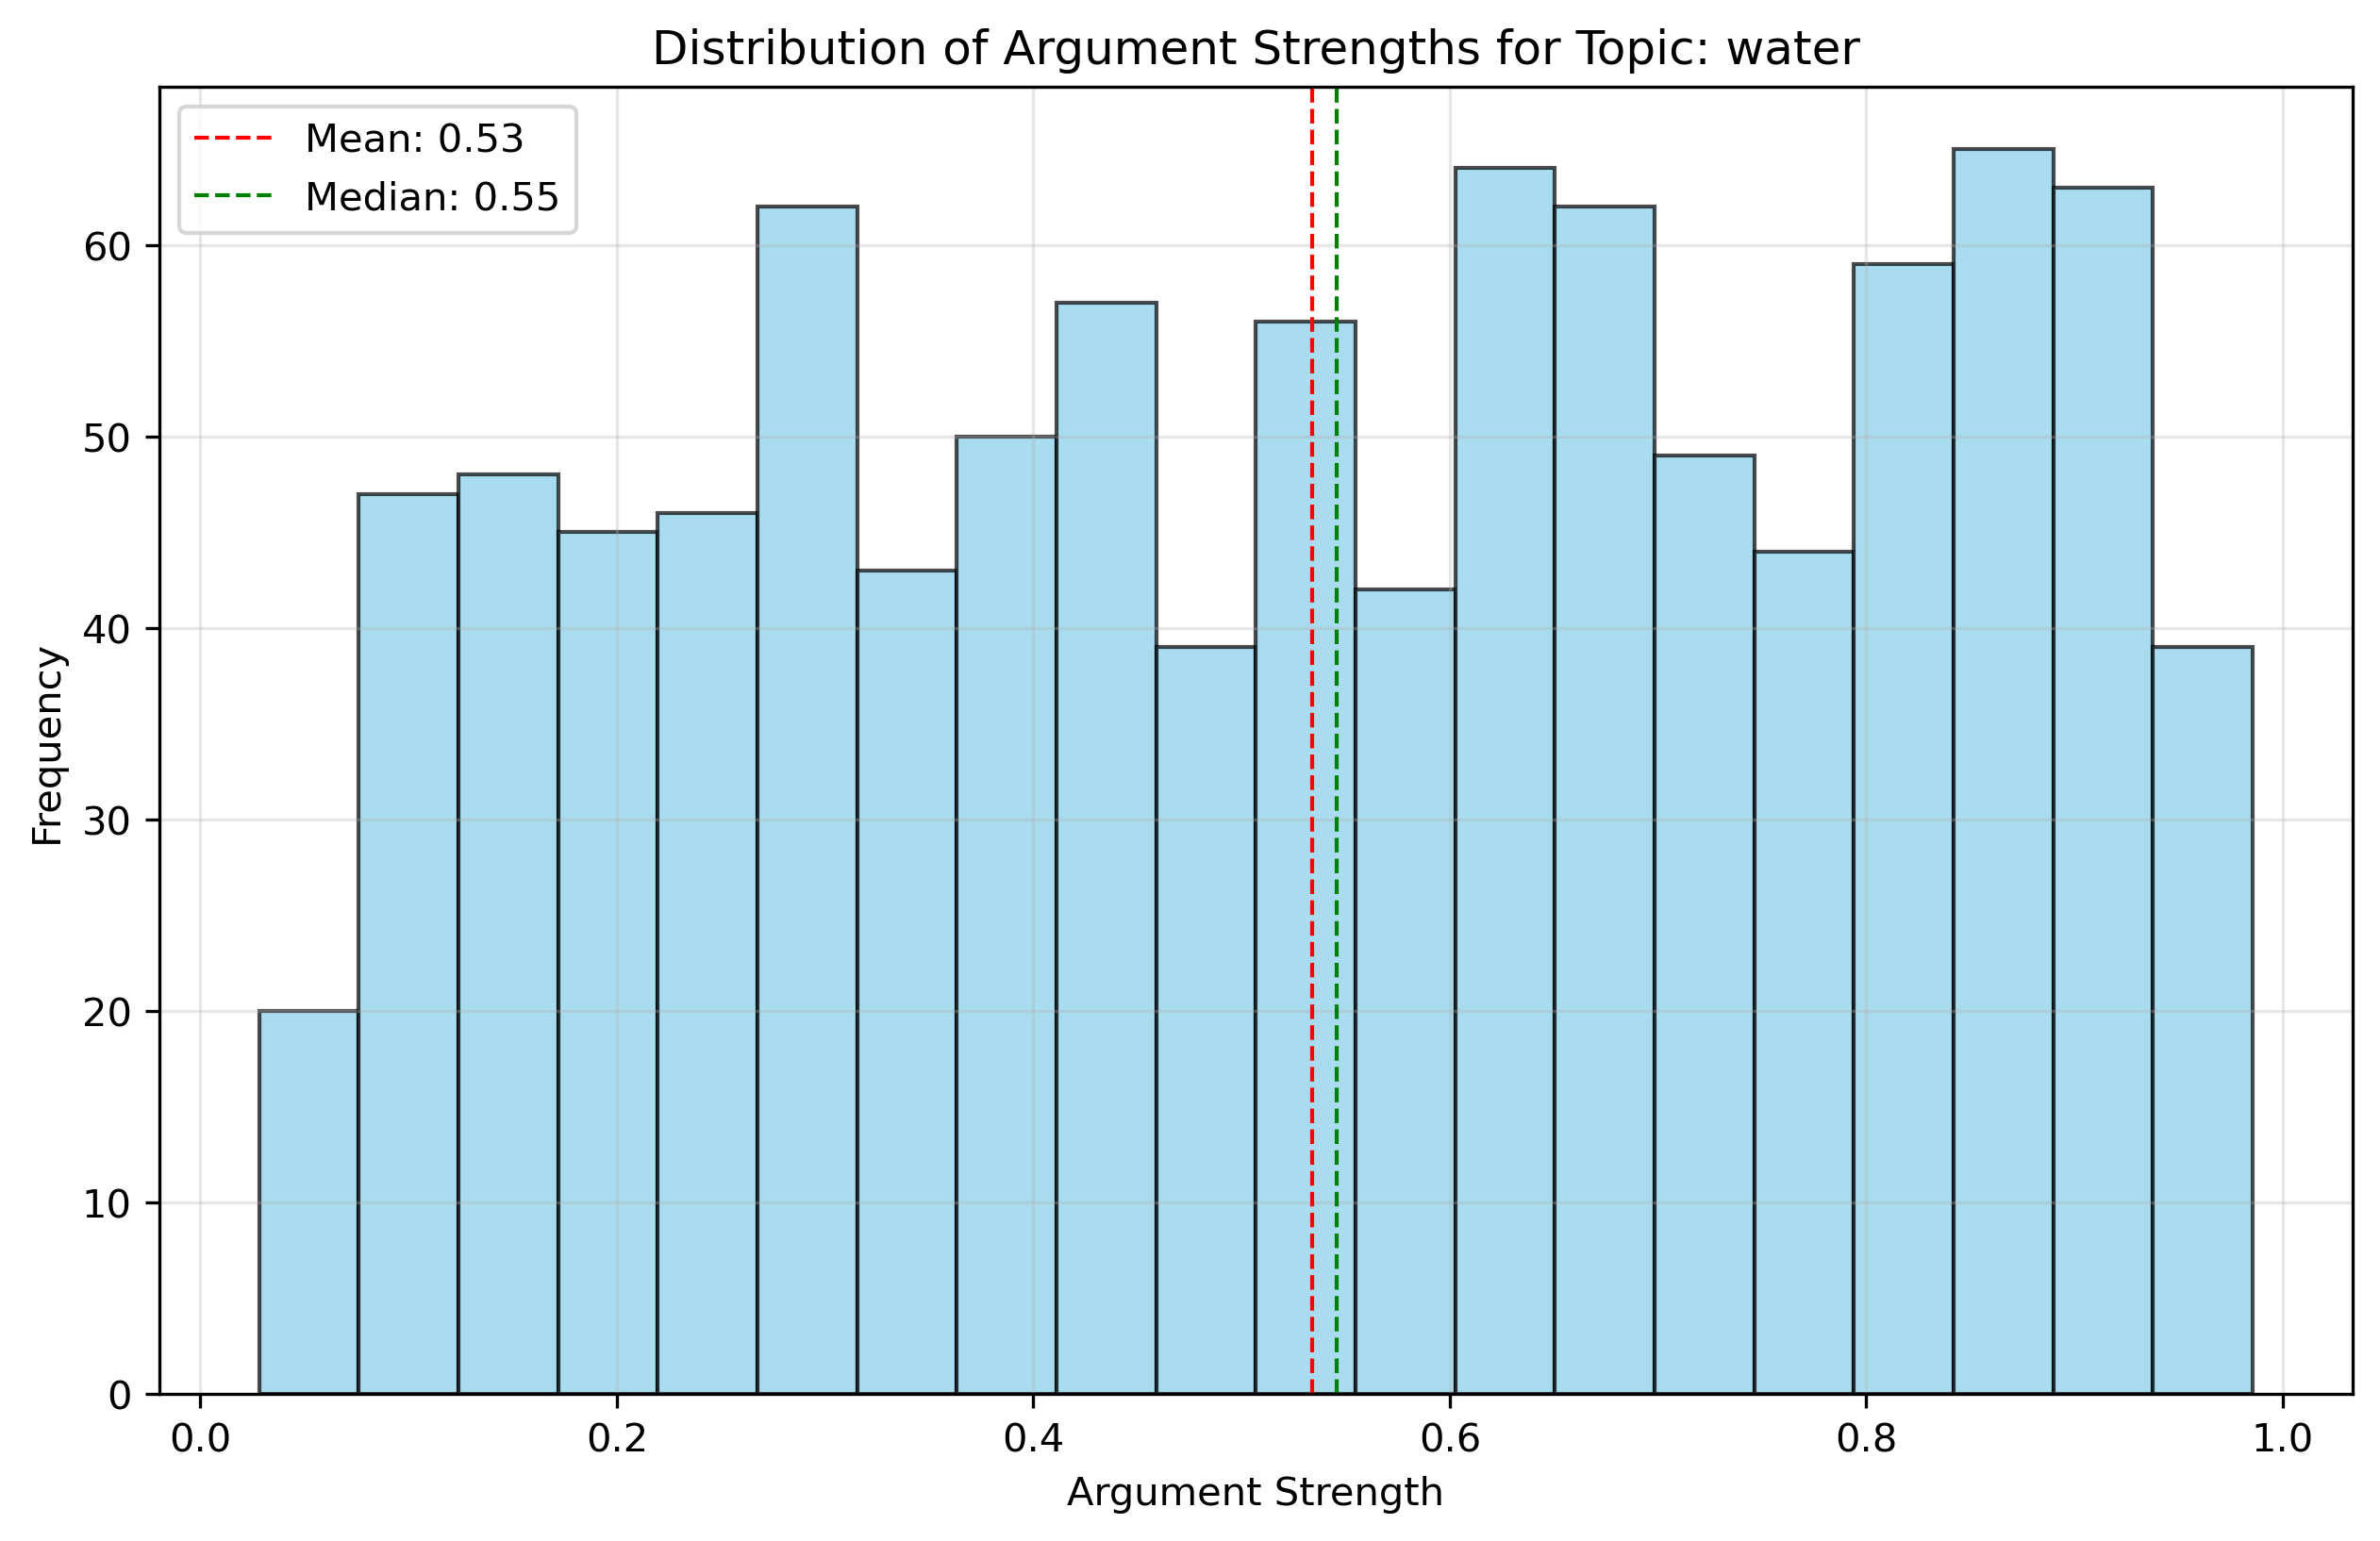 Distribution of Argument Strengths for Topic: water
Mean: 0.53
Median: 0.55
60
50
40
30
20
10
0
Frequency
0.0 0.2 0.4 0.6 0.8 1.0
Argument Strength